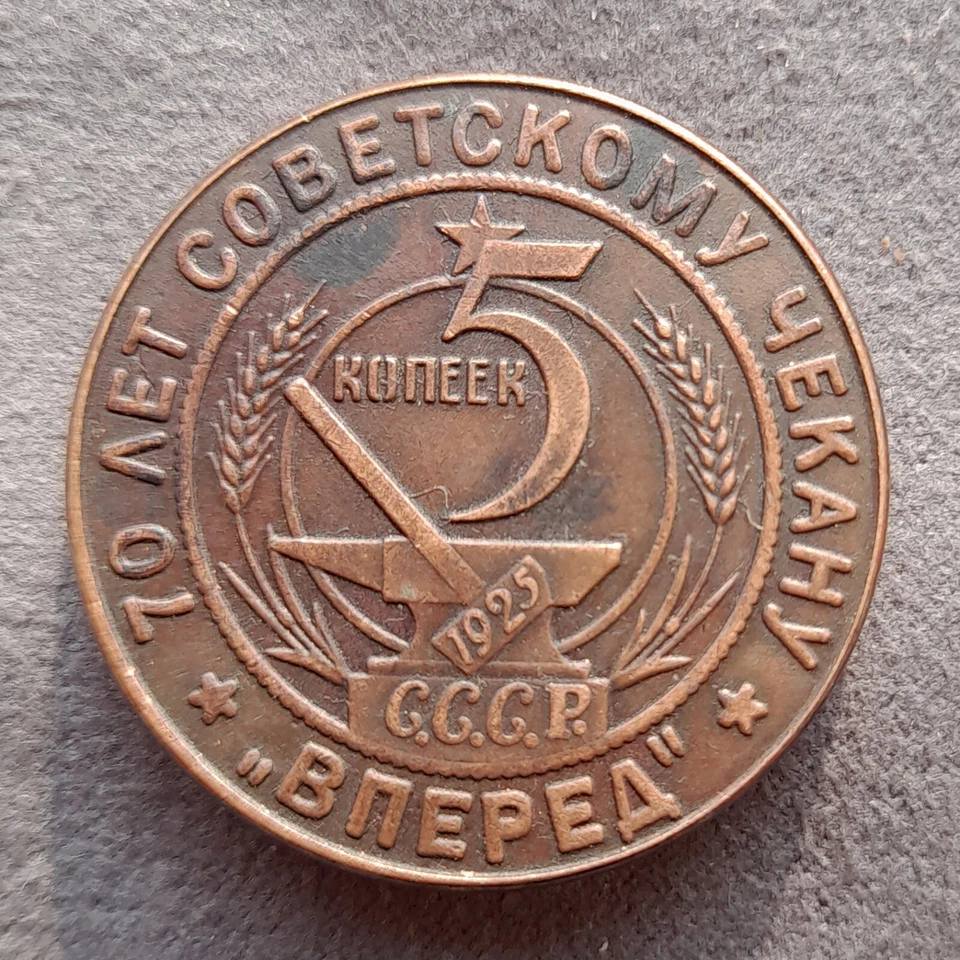 70 ЛЕТ СОВЕТСКОМУ ЧЕКАНУ
5
КОПЕЕК
1925
С.С.С.Р.
"ВПЕРЕД"